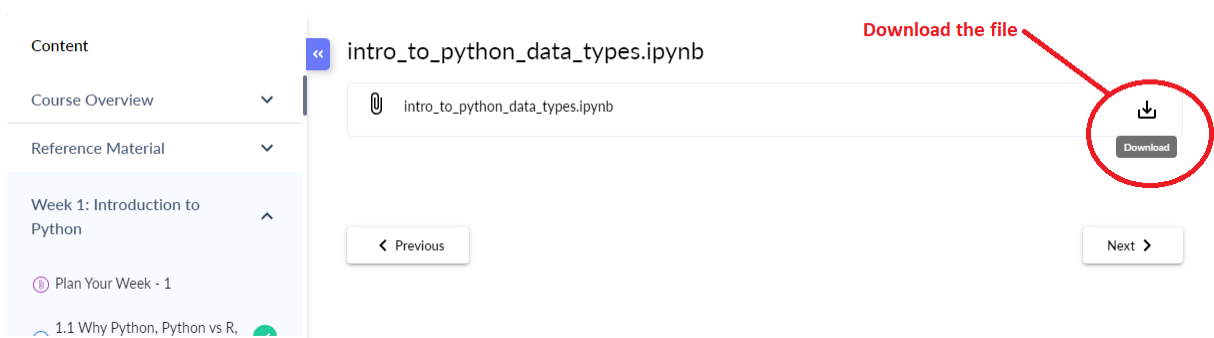 Content
Course Overview
Reference Material
Week 1: Introduction to
Python
Plan Your Week - 1
1.1 Why Python, Python vs R,
intro_to_python_data_types.ipynb
Download the file
intro_to_python_data_types.ipynb
Download
Previous
Next